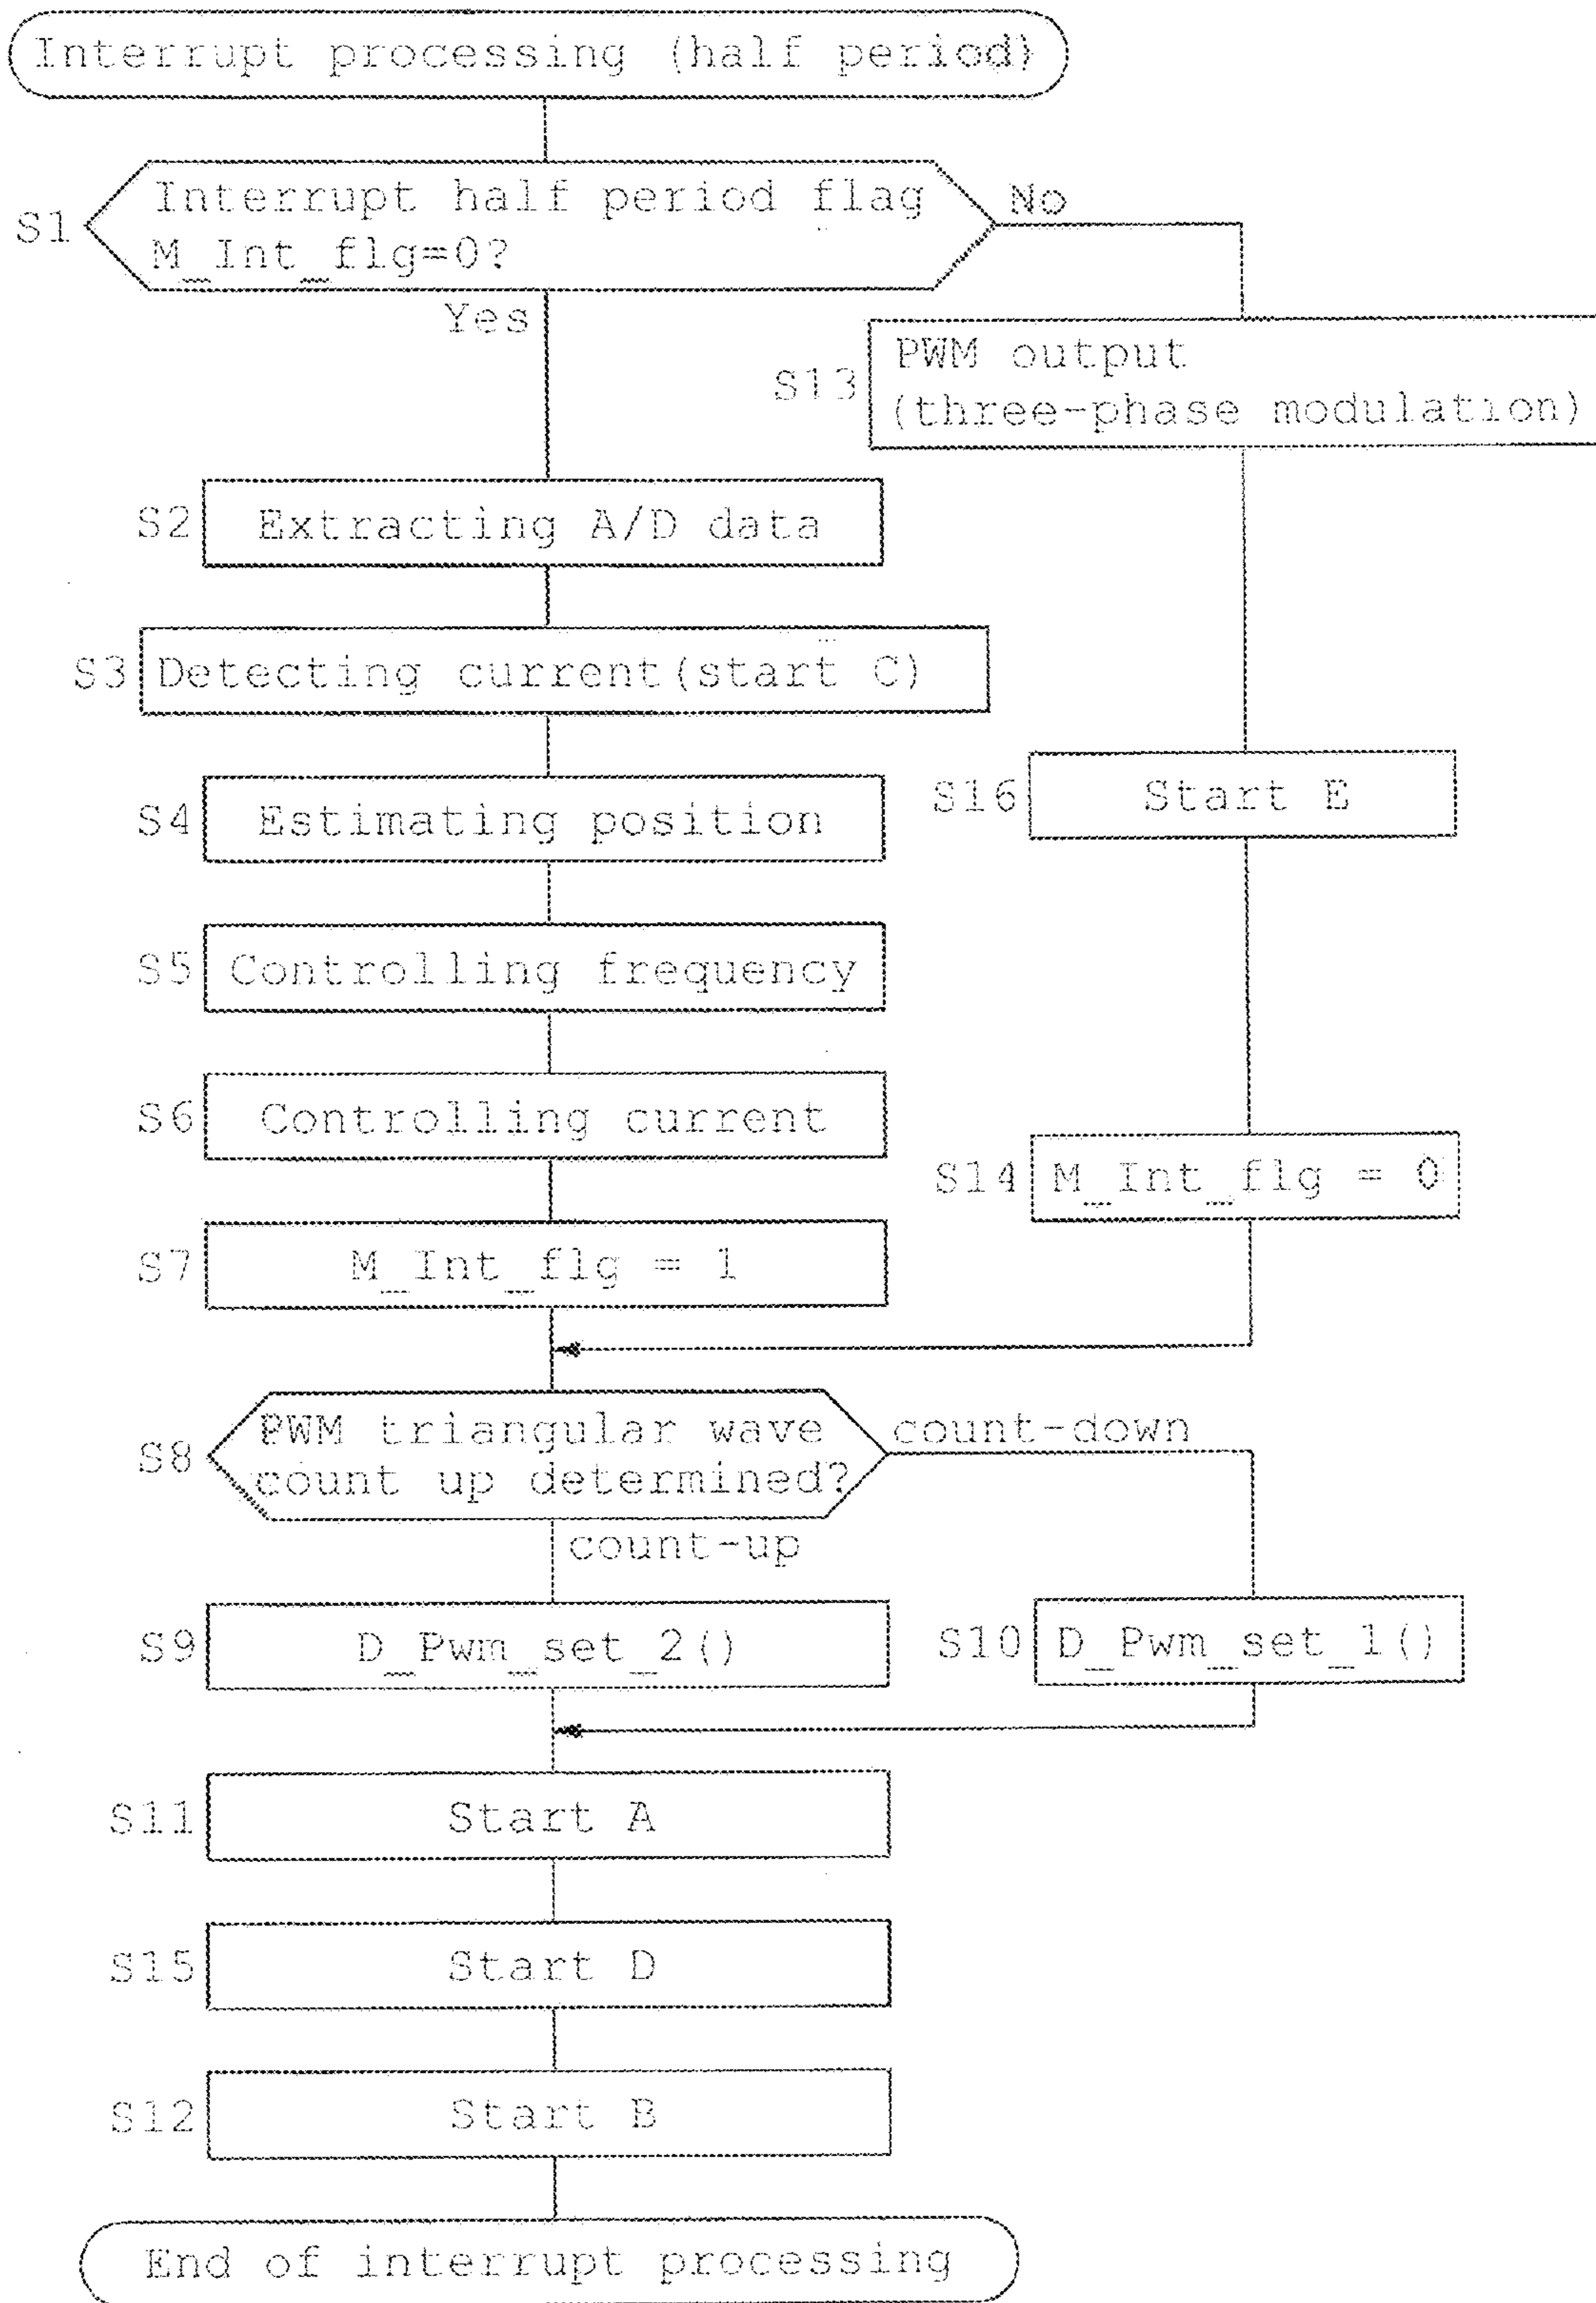 Interrupt processing (half period)
S1
Interrupt half period flag
M_Int_flg=0?
No
Yes
S13
PWM output
(three-phase modulation)
S2
Extracting A/D data
S3
Detecting current(start C)
S4
Estimating position
S16
Start E
S5
Controlling frequency
S6
Controlling current
S14
M_Int_flg = 0
S7
M_Int_flg = 1
S8
PWM triangular wave
count up determined?
count-down
count-up
S9
D_Pwm_set_2()
S10
D_Pwm_set_1()
S11
Start A
S15
Start D
S12
Start B
End of interrupt processing